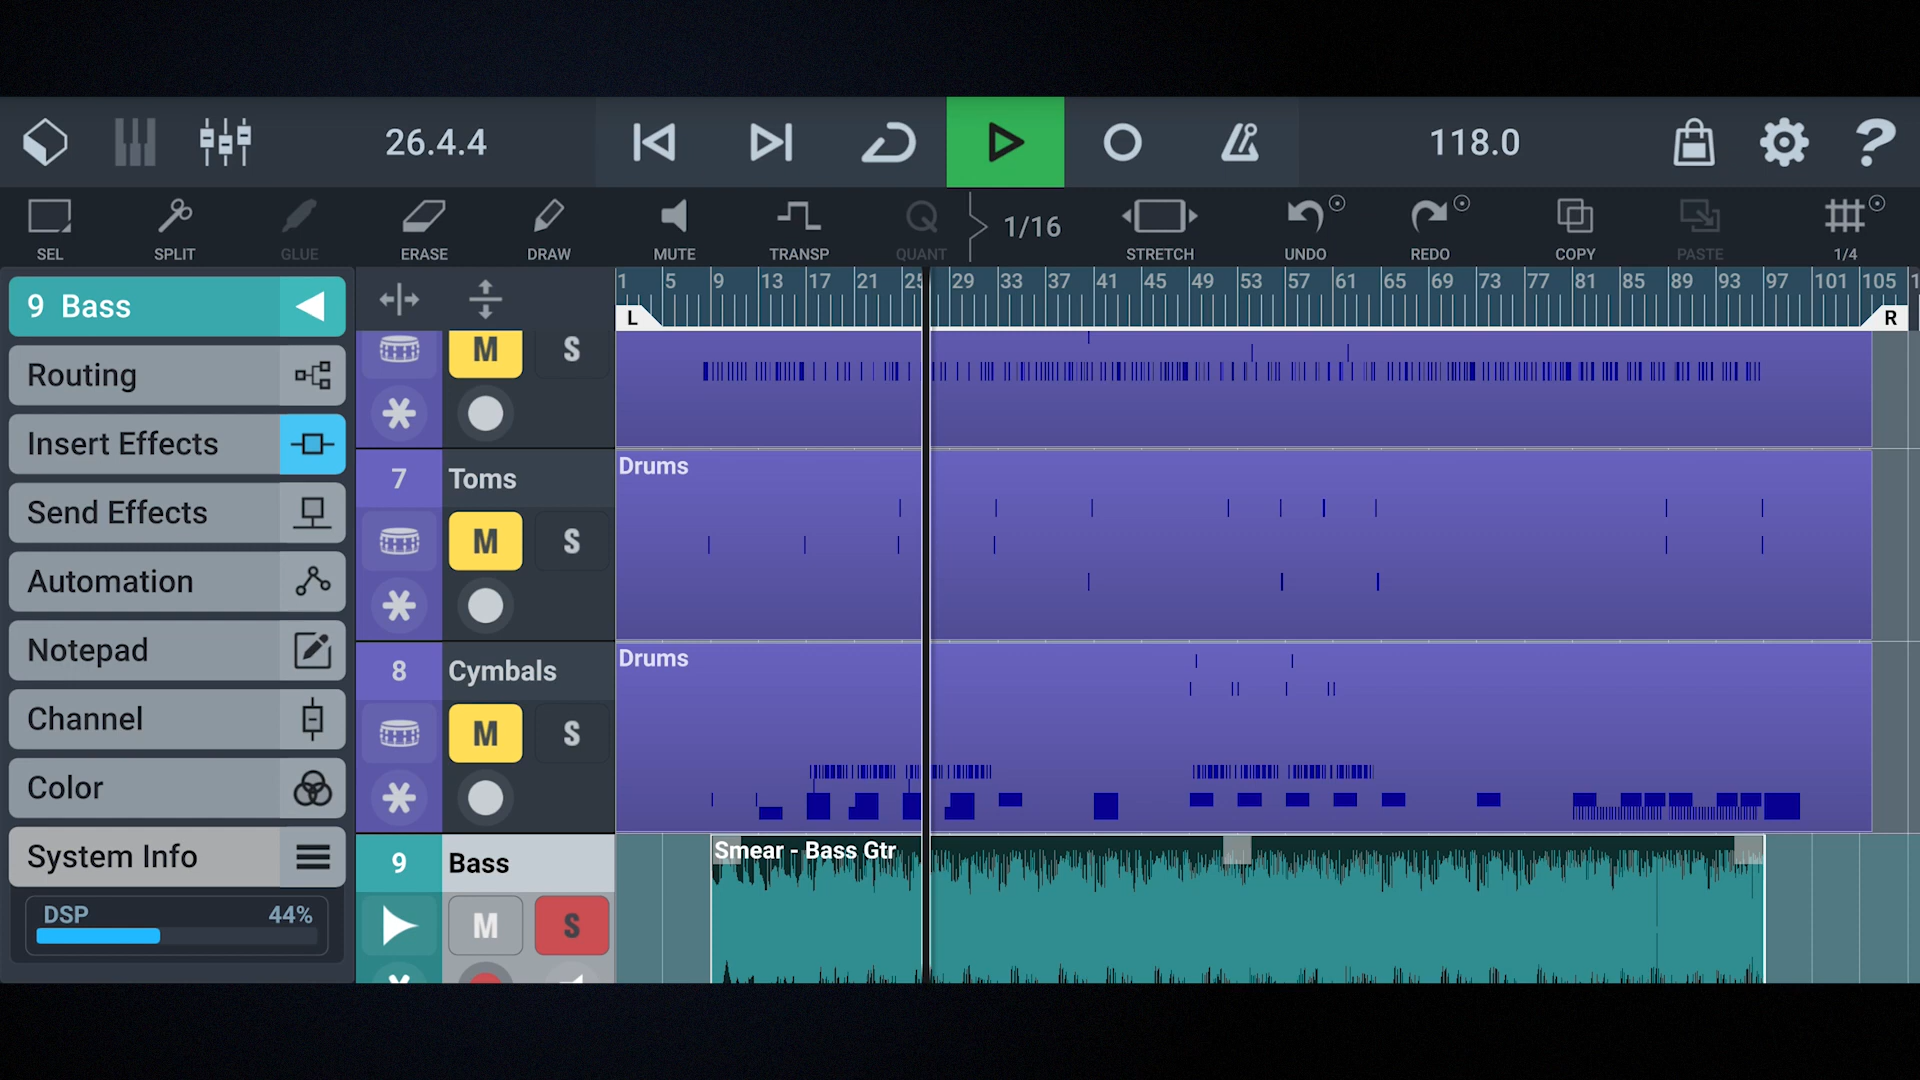 26.4.4
118.0
SEL
SPLIT
GLUE
ERASE
DRAW
MUTE
TRANSP
Q
QUANT
1/16
STRETCH
UNDO
REDO
COPY
PASTE
1/4
9 Bass
1 5 9 13 17 21 25 29 33 37 41 45 49 53 57 61 65 69 73 77 81 85 89 93 97 101 105
L
R
Routing
M S
Insert Effects
7 Toms
Drums
Send Effects
M S
Automation
Notepad
8 Cymbals
Drums
Channel
M S
Color
System Info
9 Bass
Smear - Bass Gtr
DSP 44%
M S